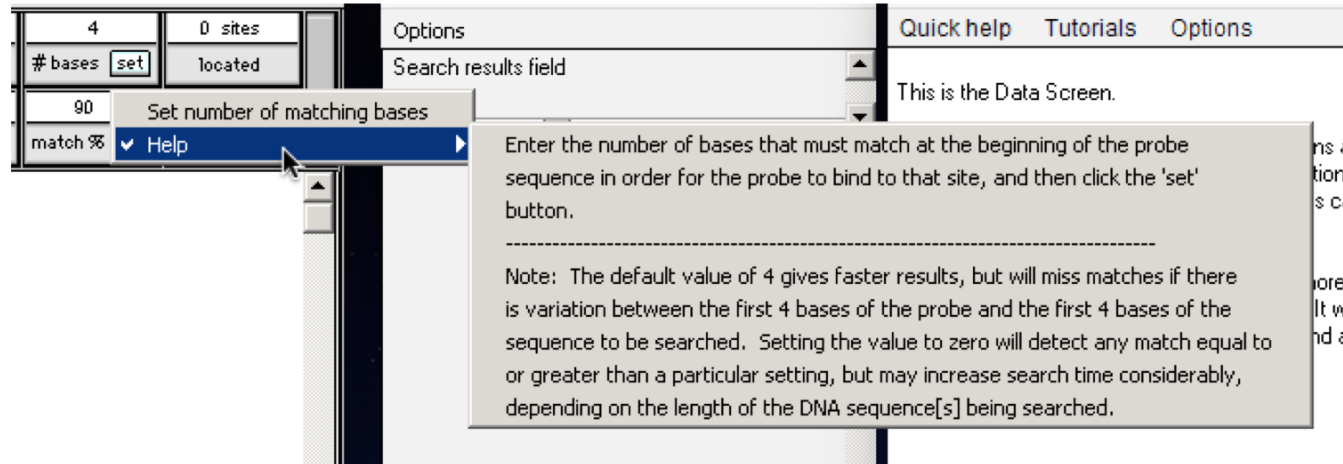 4
0 sites
# bases set
located
90
match %
Set number of matching bases
Help
Options
Search results field
Quick help Tutorials Options
This is the Data Screen.
Enter the number of bases that must match at the beginning of the probe
sequence in order for the probe to bind to that site, and then click the 'set'
button.
--------------------------------------------------------------------------------
Note: The default value of 4 gives faster results, but will miss matches if there
is variation between the first 4 bases of the probe and the first 4 bases of the
sequence to be searched. Setting the value to zero will detect any match equal to
or greater than a particular setting, but may increase search time considerably,
depending on the length of the DNA sequence[s] being searched.